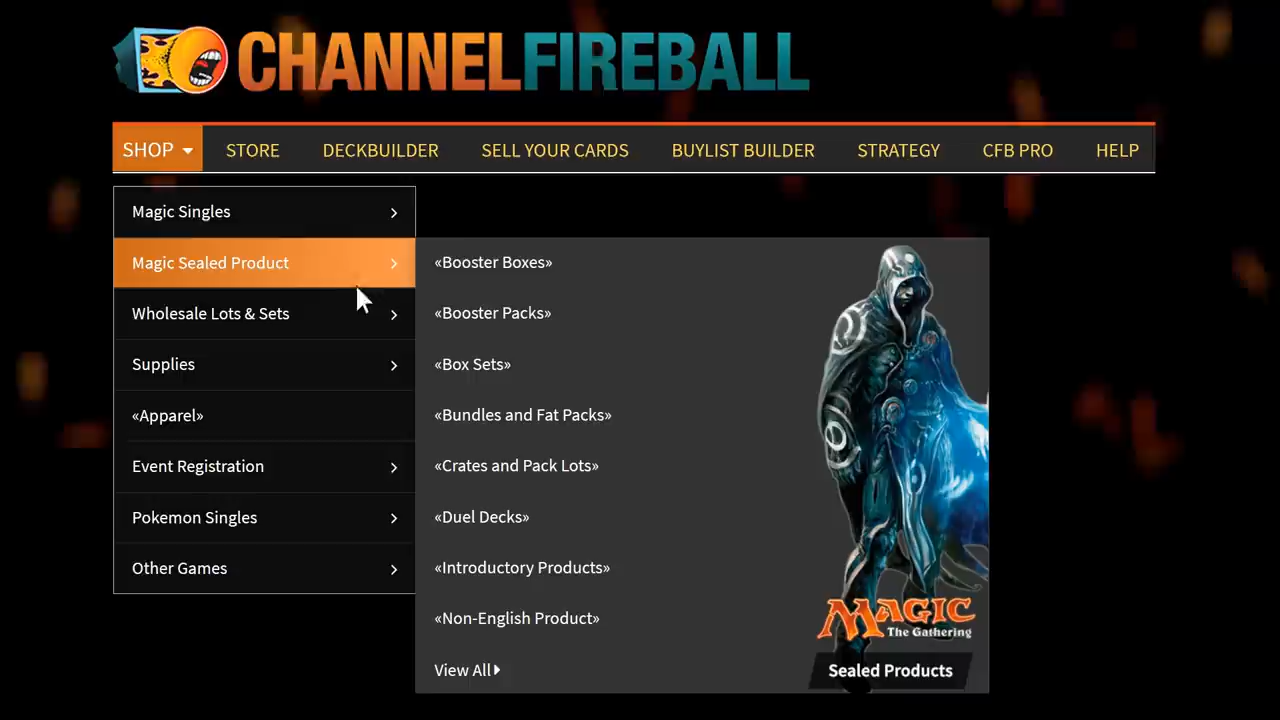 CHANNELFIREBALL
SHOP STORE DECKBUILDER SELL YOUR CARDS BUYLIST BUILDER STRATEGY CFB PRO HELP
Magic Singles
Magic Sealed Product
Wholesale Lots & Sets
Supplies
«Apparel»
Event Registration
Pokemon Singles
Other Games
«Booster Boxes»
«Booster Packs»
«Box Sets»
«Bundles and Fat Packs»
«Crates and Pack Lots»
«Duel Decks»
«Introductory Products»
«Non-English Product»
View All
MAGIC
The Gathering
Sealed Products